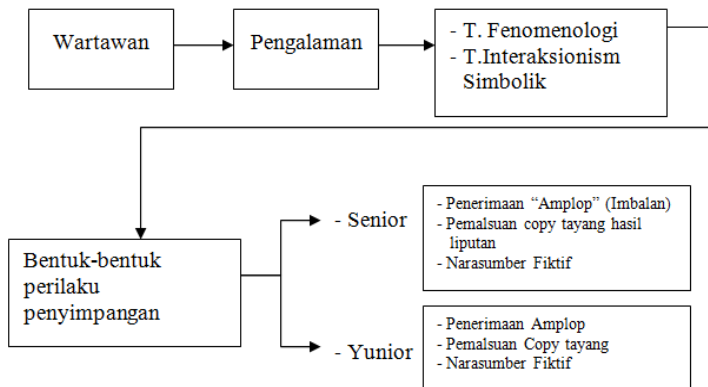 Wartawan
Pengalaman
- T. Fenomenologi
- T.Interaksionism
Simbolik
Bentuk-bentuk
perilaku
penyimpangan
- Senior
- Penerimaan “Amplop” (Imbalan)
- Pemalsuan copy tayang hasil
liputan
- Narasumber Fiktif
- Yunior
- Penerimaan Amplop
- Pemalsuan Copy tayang
- Narasumber Fiktif